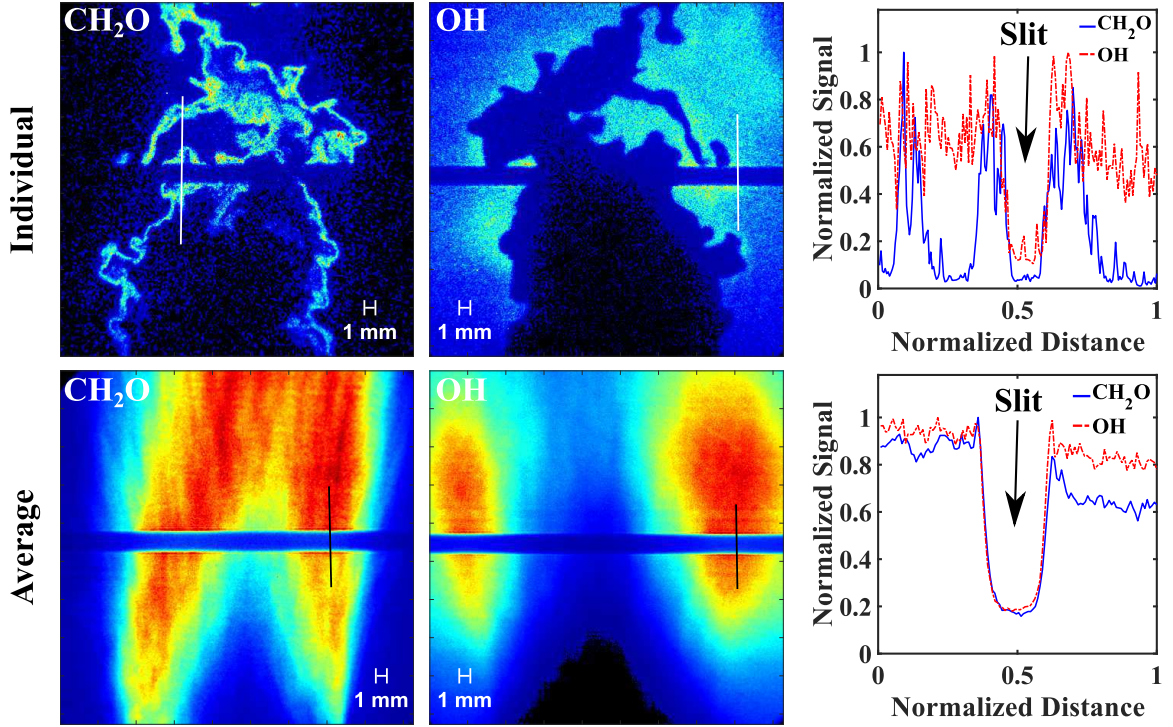 Individual
CH₂O
H
1 mm
OH
H
1 mm
Normalized Signal
1
0.8
0.6
0.4
0.2
0
0
0.5
1
Normalized Distance
Slit
CH₂O
OH
Average
CH₂O
H
1 mm
OH
H
1 mm
Normalized Signal
1
0.8
0.6
0.4
0.2
0
0
0.5
1
Normalized Distance
Slit
CH₂O
OH